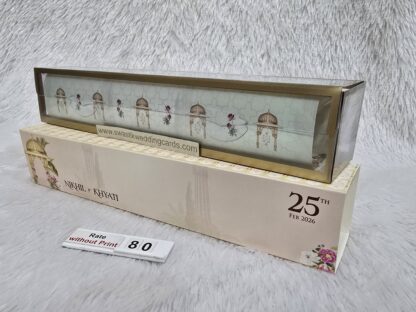 www.swastikweddingcards.com
NIKHIL & KHYATI
25TH
FEB 2026
Rate
without Print
80